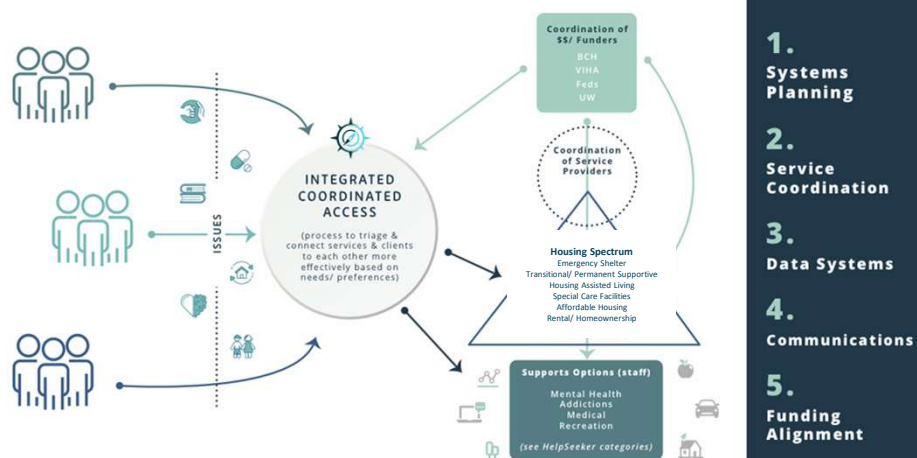 ISSUES
INTEGRATED
COORDINATED
ACCESS
(process to triage &
connect services & clients
to each other more
effectively based on
needs/ preferences)
Coordination of
$$/ Funders
BCH
VIHA
Feds
UW
Coordination
of Service
Providers
Housing Spectrum
Emergency Shelter
Transitional/ Permanent Supportive
Housing Assisted Living
Special Care Facilities
Affordable Housing
Rental/ Homeownership
Supports Options (staff)
Mental Health
Addictions
Medical
Recreation
(see HelpSeeker categories)
1.
Systems
Planning
2.
Service
Coordination
3.
Data Systems
4.
Communications
5.
Funding
Alignment